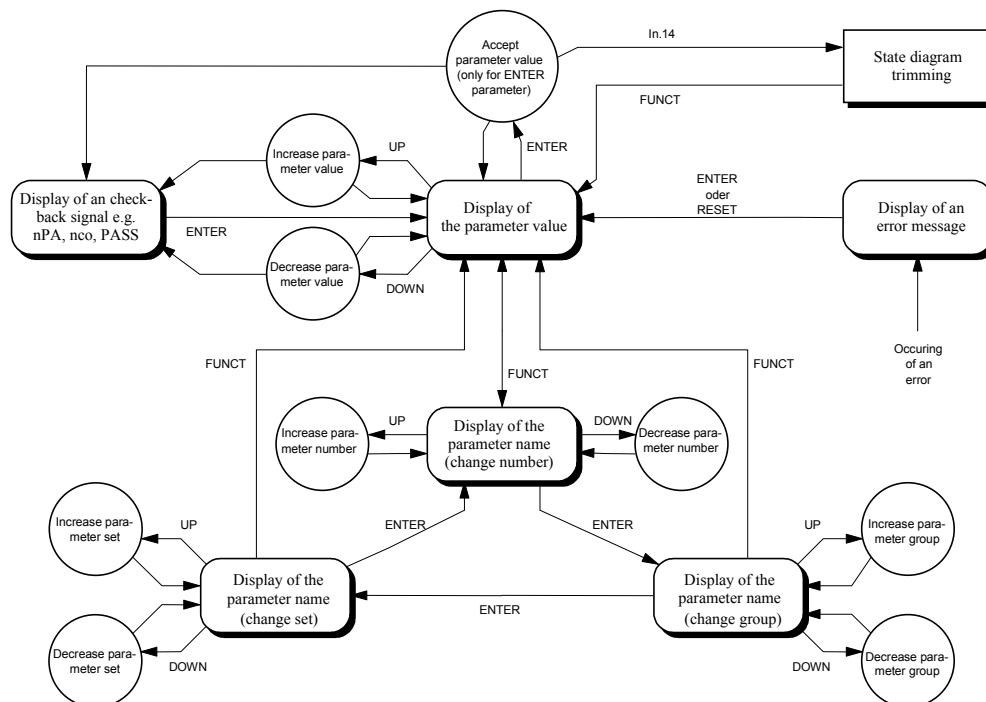 Accept
parameter value
(only for ENTER
parameter)
In.14
State diagram
trimming
FUNCT
ENTER
Increase para-
meter value
UP
Display of an check-
back signal e.g.
nPA, nco, PASS
ENTER
Display of
the parameter value
ENTER
oder
RESET
Display of an
error message
Decrease para-
meter value
DOWN
Occuring
of an
error
FUNCT
FUNCT
FUNCT
Increase para-
meter number
UP
Display of the
parameter name
(change number)
DOWN
Decrease para-
meter number
Increase para-
meter set
UP
ENTER
ENTER
UP
Increase para-
meter group
Display of the
parameter name
(change set)
ENTER
Display of the
parameter name
(change group)
Decrease para-
meter set
DOWN
DOWN
Decrease para-
meter group